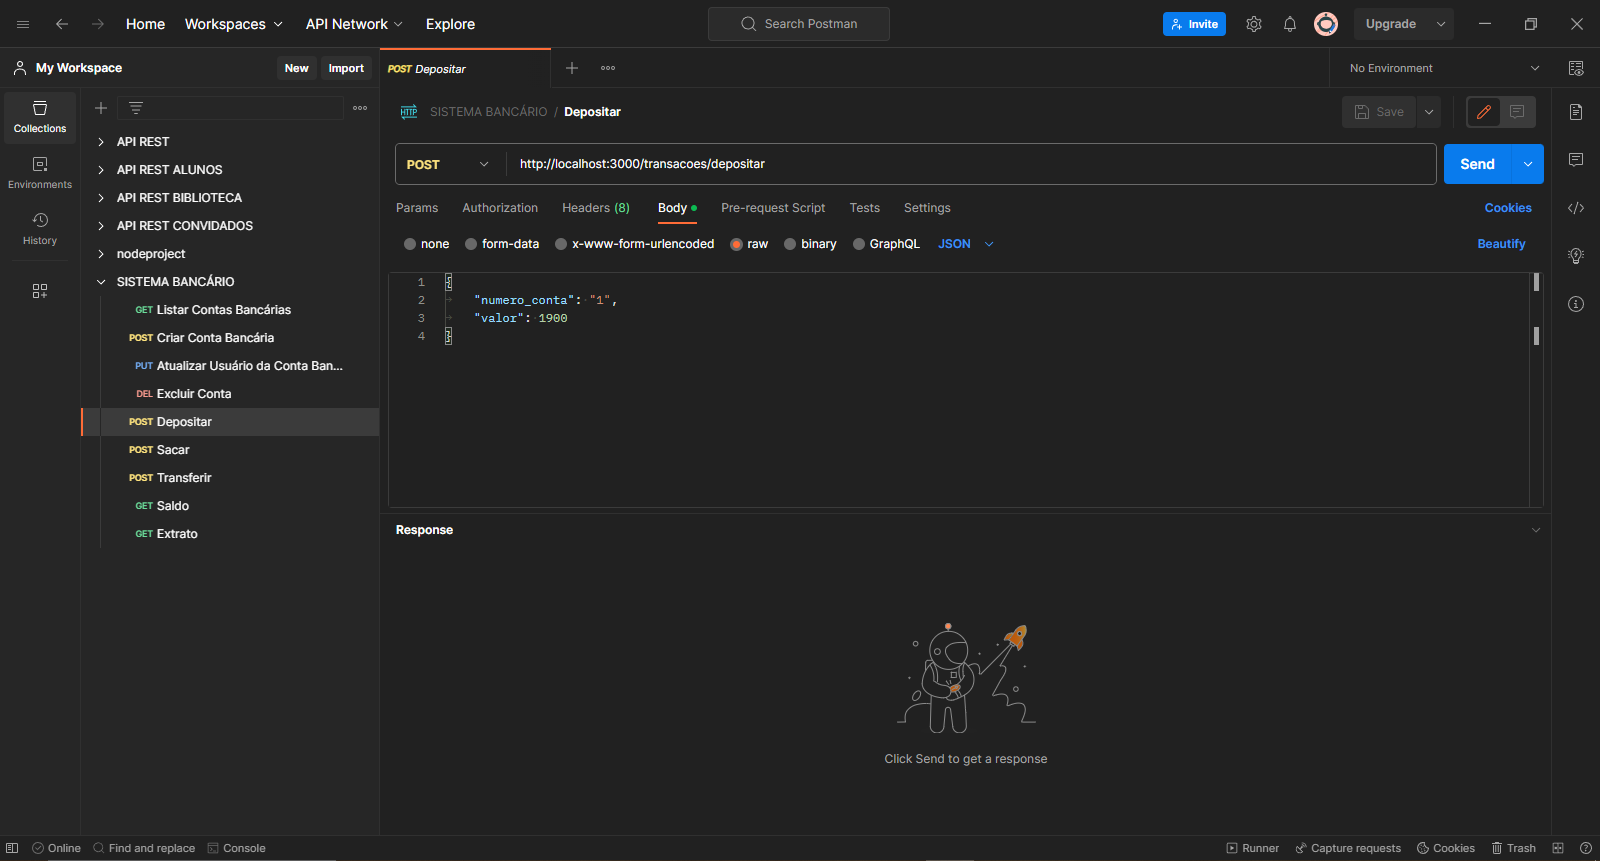 Home Workspaces API Network Explore Search Postman Invite Upgrade
My Workspace New Import POST Depositar No Environment
Collections
Environments
History
API REST
API REST ALUNOS
API REST BIBLIOTECA
API REST CONVIDADOS
nodeproject
SISTEMA BANCÁRIO
GET Listar Contas Bancárias
POST Criar Conta Bancária
PUT Atualizar Usuário da Conta Ban...
DEL Excluir Conta
POST Depositar
POST Sacar
POST Transferir
GET Saldo
GET Extrato
HTTP SISTEMA BANCÁRIO / Depositar Save
POST http://localhost:3000/transacoes/depositar Send
Params Authorization Headers (8) Body Pre-request Script Tests Settings Cookies
none form-data x-www-form-urlencoded raw binary GraphQL JSON Beautify
1 {
2 "numero_conta": "1",
3 "valor": 1900
4 }
Response
Click Send to get a response
Online Find and replace Console Runner Capture requests Cookies Trash